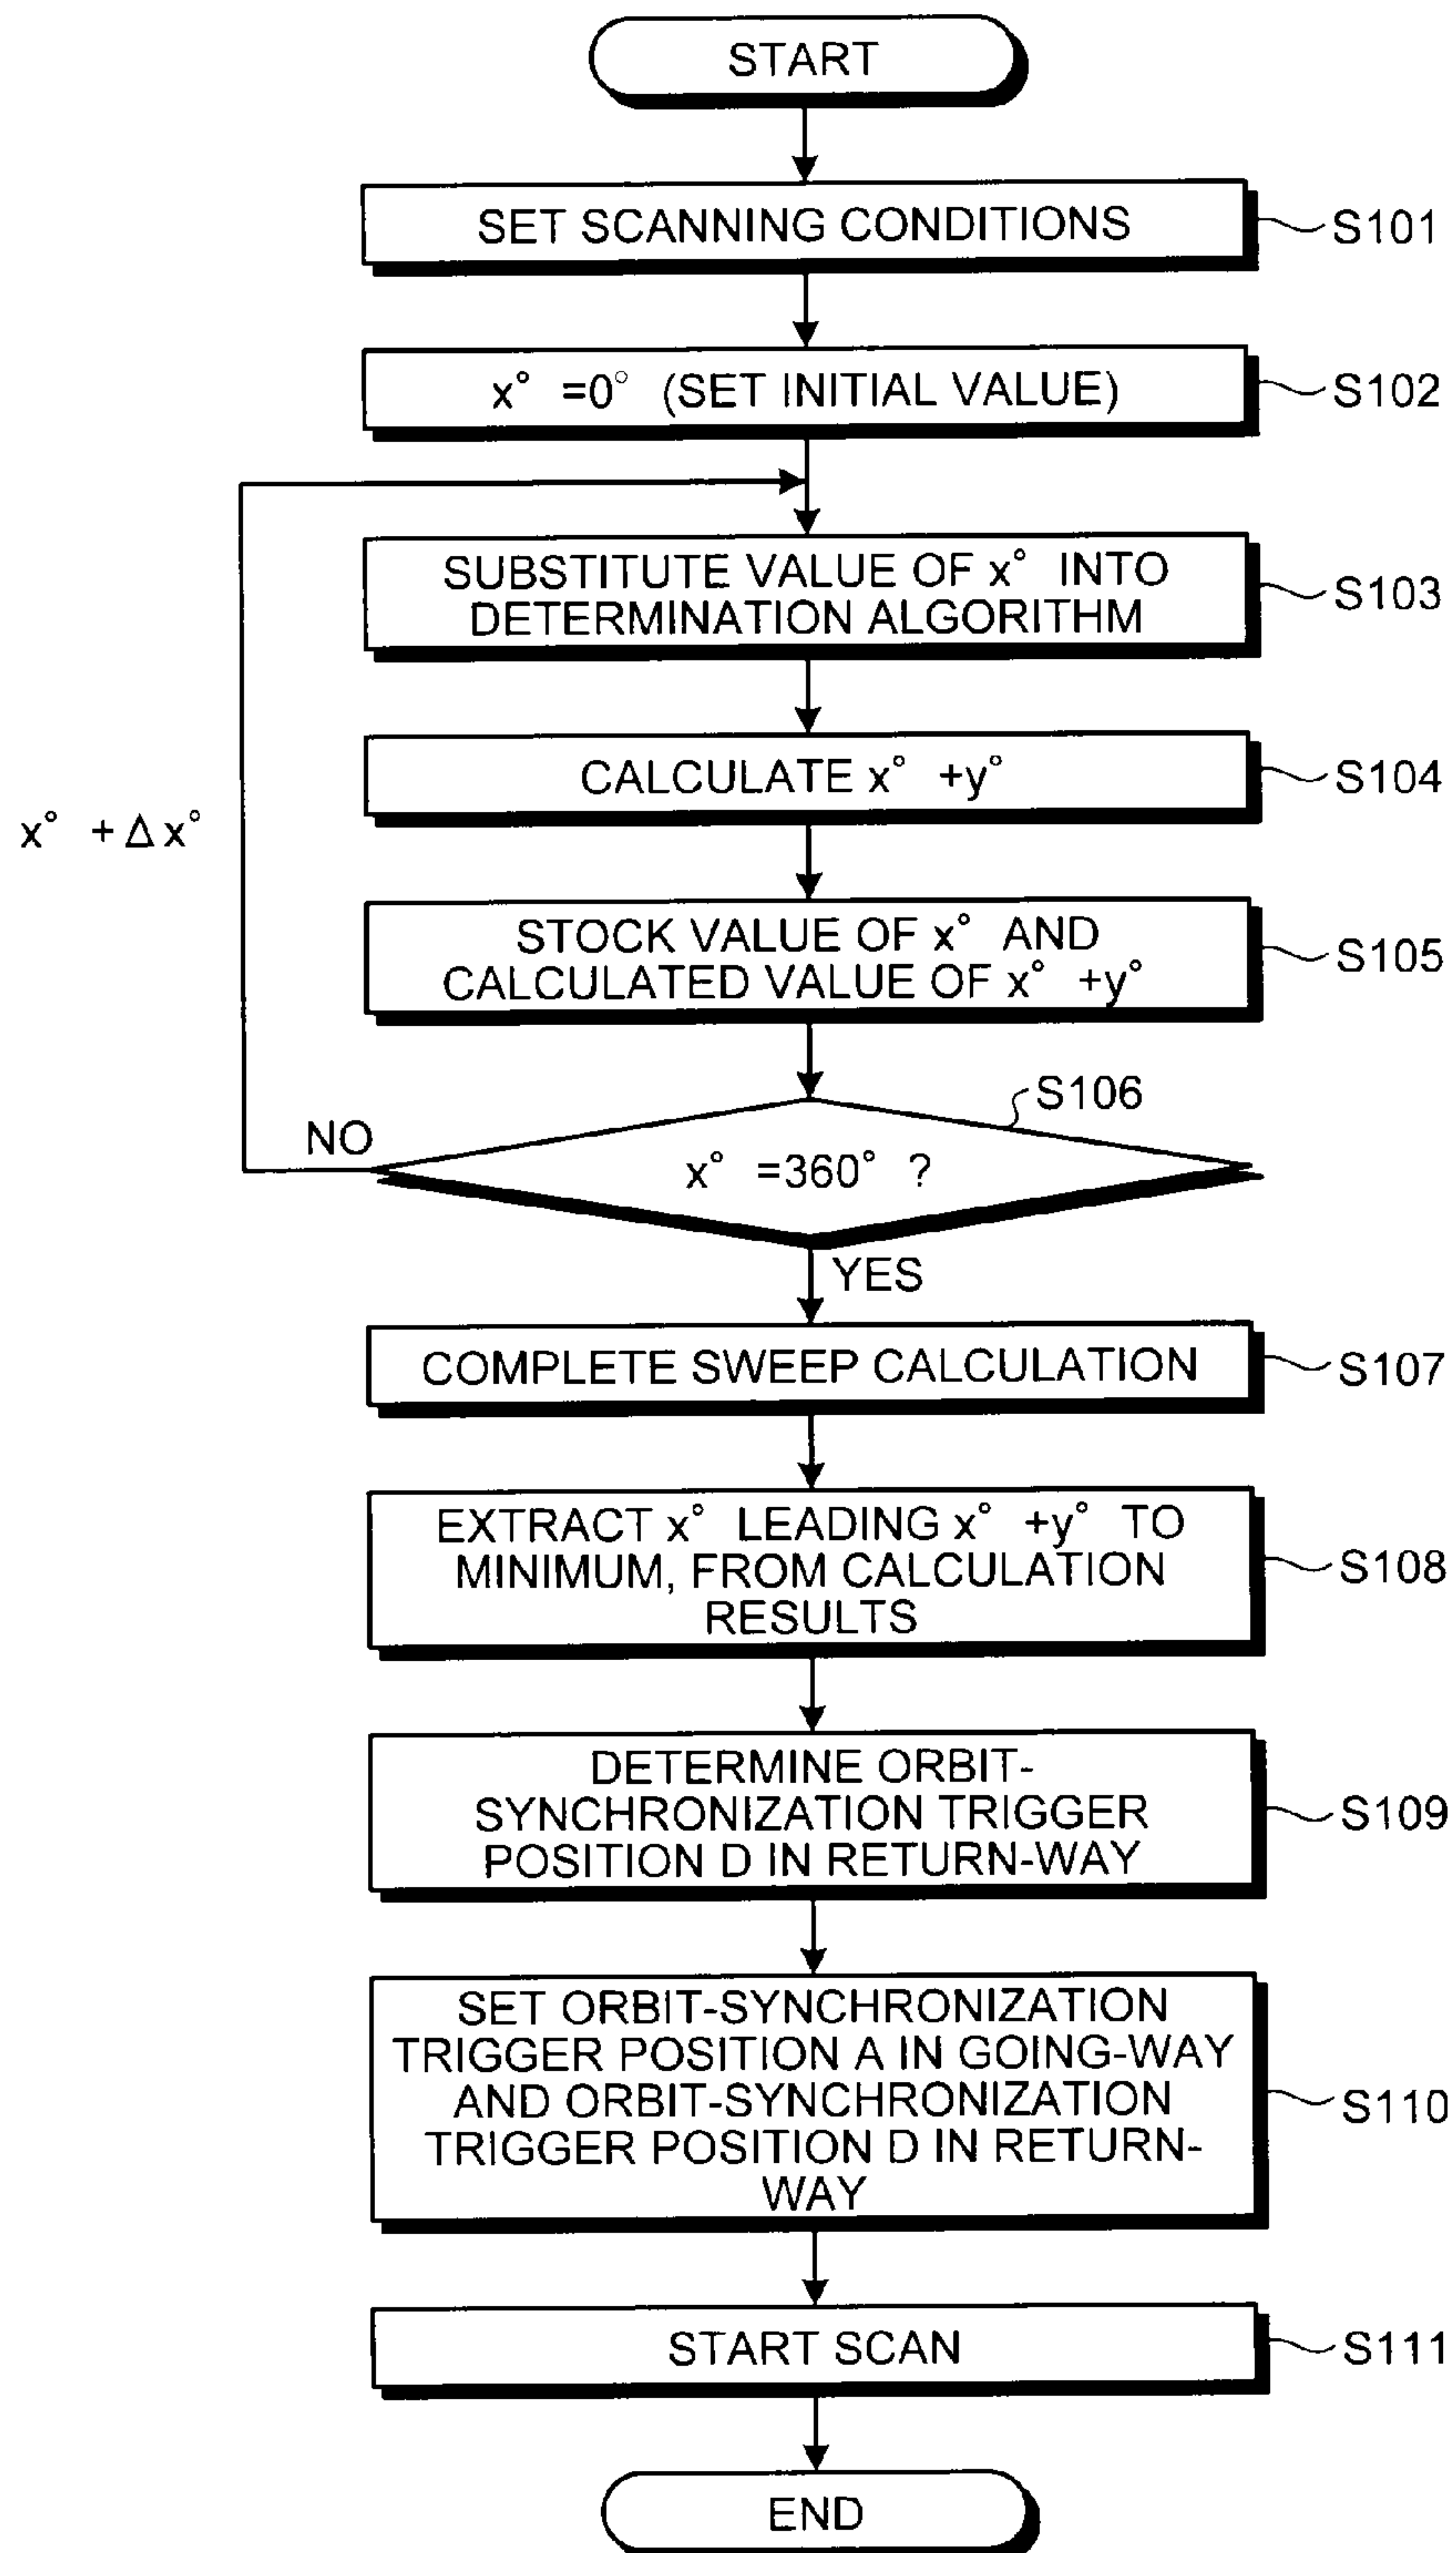 START
SET SCANNING CONDITIONS
S101
x° =0° (SET INITIAL VALUE)
S102
SUBSTITUTE VALUE OF x° INTO
DETERMINATION ALGORITHM
S103
CALCULATE x° +y°
S104
x° +Δx°
STOCK VALUE OF x° AND
CALCULATED VALUE OF x° +y°
S105
S106
NO
x° =360° ?
YES
COMPLETE SWEEP CALCULATION
S107
EXTRACT x° LEADING x° +y° TO
MINIMUM, FROM CALCULATION
RESULTS
S108
DETERMINE ORBIT-
SYNCHRONIZATION TRIGGER
POSITION D IN RETURN-WAY
S109
SET ORBIT-SYNCHRONIZATION
TRIGGER POSITION A IN GOING-WAY
AND ORBIT-SYNCHRONIZATION
TRIGGER POSITION D IN RETURN-
WAY
S110
START SCAN
S111
END